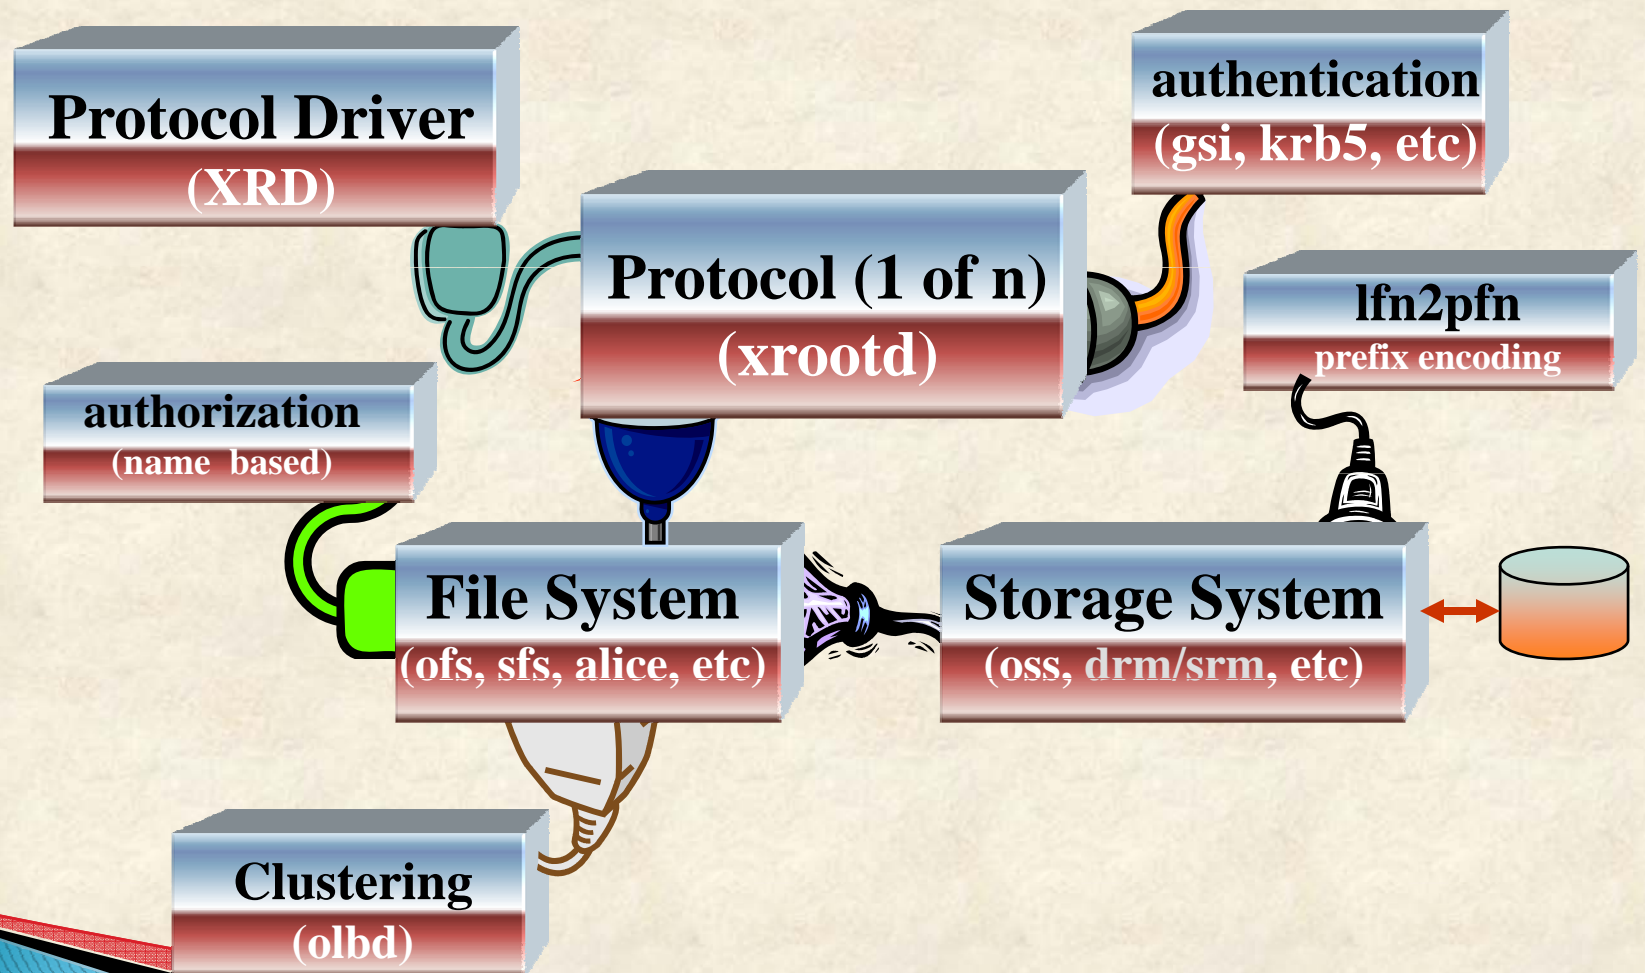 Protocol Driver
(XRD)
authentication
(gsi, krb5, etc)
Protocol (1 of n)
(xrootd)
lfn2pfn
prefix encoding
authorization
(name based)
File System
(ofs, sfs, alice, etc)
Storage System
(oss, drm/srm, etc)
Clustering
(olbd)